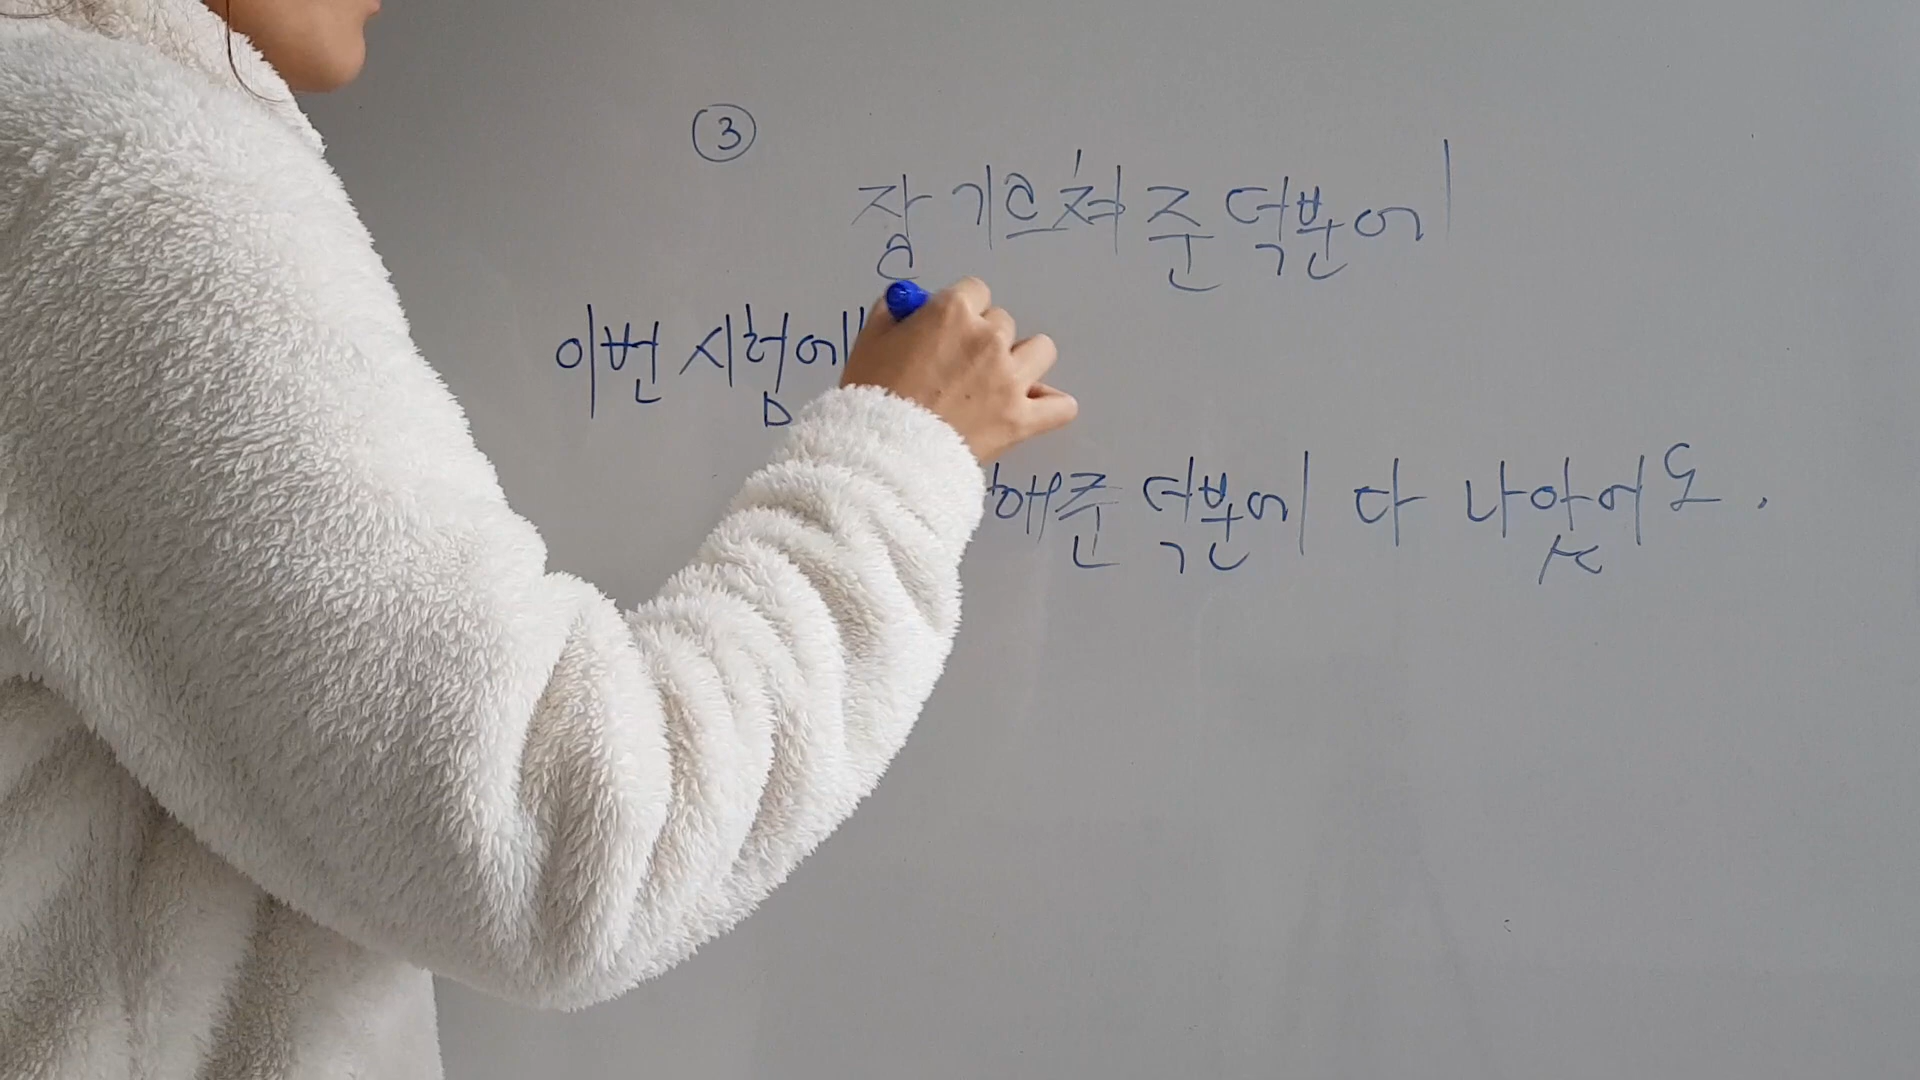 ③
잘 가르쳐 준 덕분에
이번 시험에
해준 덕분에 다 나았어요.